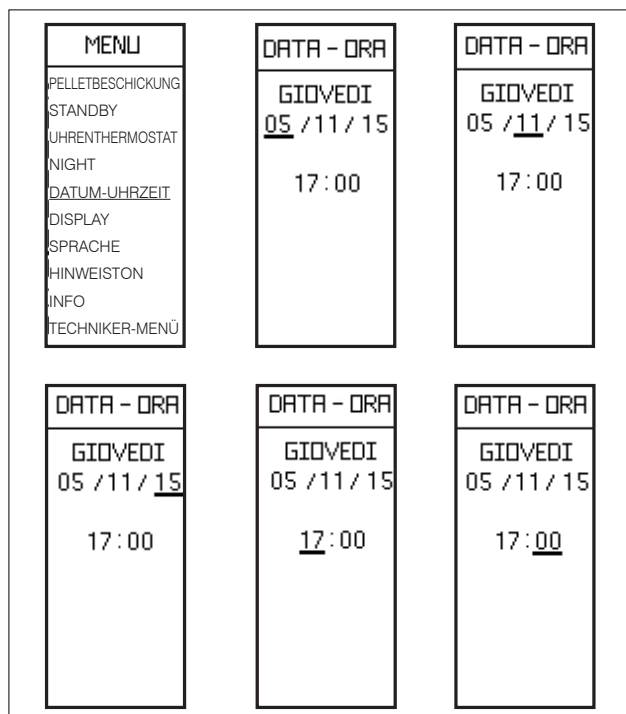 MENU
PELLETBESCHICKUNG
STANDBY
UHRENTHERMOSTAT
NIGHT
DATUM-UHRZEIT
DISPLAY
SPRACHE
HINWEISTON
INFO
TECHNIKER-MENÜ
DATA - ORA
GIOVEDI
05 /11/ 15
17:00
DATA - ORA
GIOVEDI
05 /11/ 15
17:00
DATA - ORA
GIOVEDI
05 /11/ 15
17:00
DATA - ORA
GIOVEDI
05 /11/ 15
17:00
DATA - ORA
GIOVEDI
05 /11/ 15
17:00